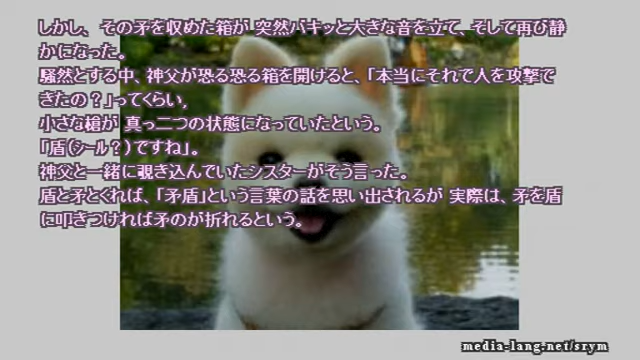 しかし、 その矛を収めた箱が 突然バキッと大きな音を立て、そして再び静
かになった。
騒然とする中、神父が恐る恐る箱を開けると、「本当にそれで人を攻撃で
きたの？」ってくらい,
小さな槍が 真っ二つの状態になっていたという。
「盾（ｼｰﾙ？）ですね」。
神父と一緒に覗き込んでいたシスターがそう言った。
盾と矛とくれば、「矛盾」という言葉の話を思い出されるが 実際は、矛を盾
に叩きつければ矛のが折れるという。
media-lang-net/srym